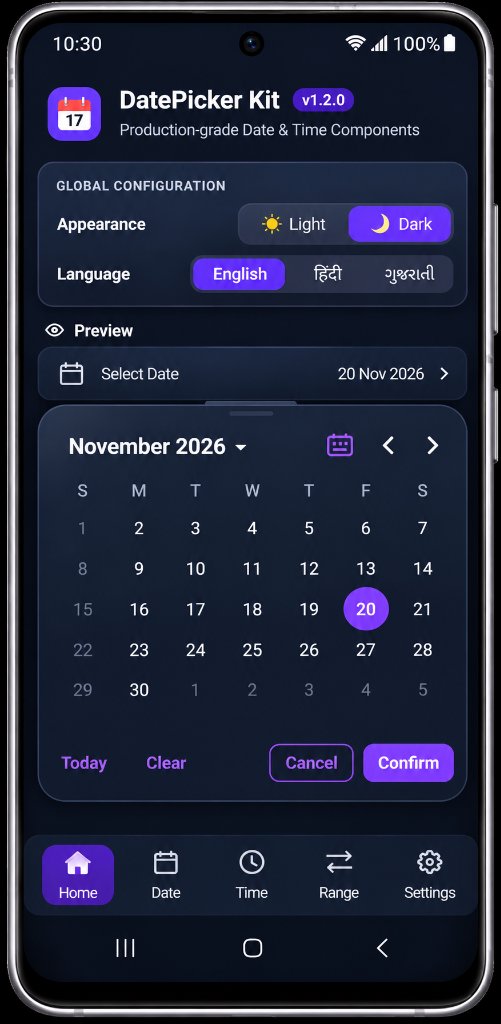 10:30 100%
17
DatePicker Kit v1.2.0
Production-grade Date & Time Components
GLOBAL CONFIGURATION
Appearance Light Dark
Language English हिंदी ગુજરાતી
Preview
Select Date 20 Nov 2026
November 2026
S M T W T F S
1 2 3 4 5 6 7
8 9 10 11 12 13 14
15 16 17 18 19 20 21
22 23 24 25 26 27 28
29 30 1 2 3 4 5
Today Clear Cancel Confirm
Home Date Time Range Settings